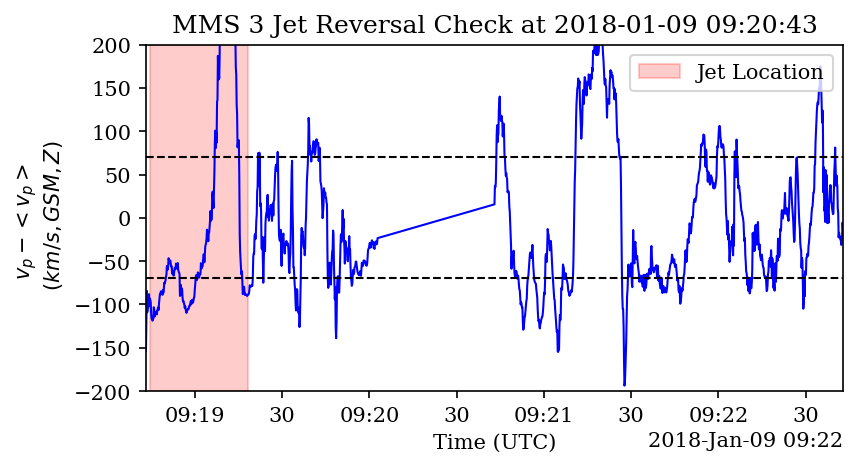 MMS 3 Jet Reversal Check at 2018-01-09 09:20:43
v_p − < v_p >
(km/s, GSM, Z)
200
150
100
50
0
−50
−100
−150
−200
Jet Location
09:19 30 09:20 30 09:21 30 09:22 30
Time (UTC)
2018-Jan-09 09:22